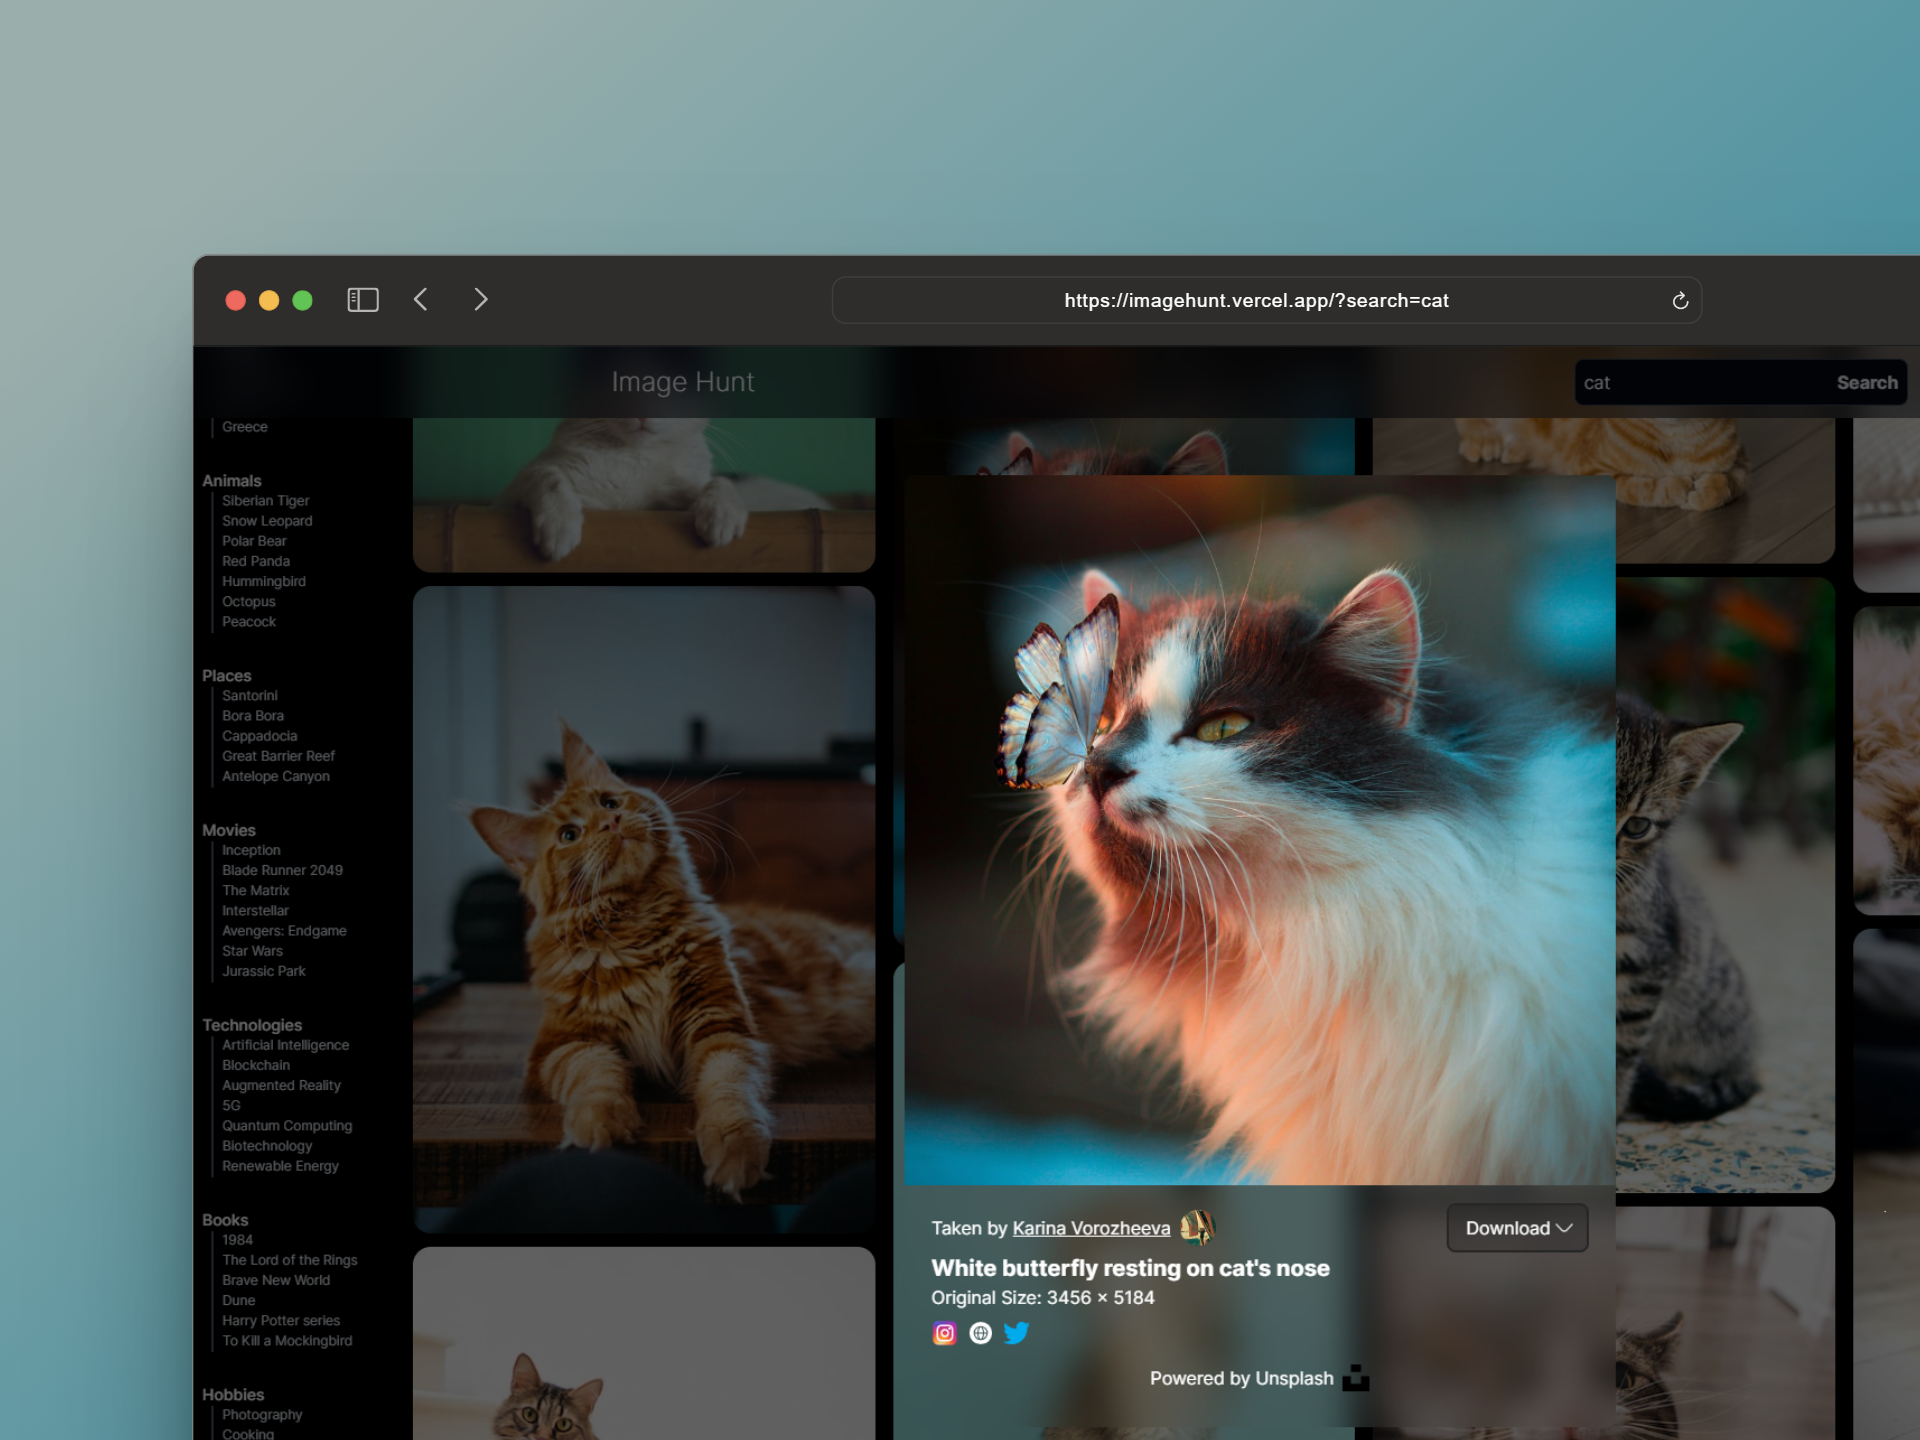 https://imagehunt.vercel.app/?search=cat
Image Hunt
cat
Search
Greece
Animals
Siberian Tiger
Snow Leopard
Polar Bear
Red Panda
Hummingbird
Octopus
Peacock
Places
Santorini
Bora Bora
Cappadocia
Great Barrier Reef
Antelope Canyon
Movies
Inception
Blade Runner 2049
The Matrix
Interstellar
Avengers: Endgame
Star Wars
Jurassic Park
Technologies
Artificial Intelligence
Blockchain
Augmented Reality
5G
Quantum Computing
Biotechnology
Renewable Energy
Books
1984
The Lord of the Rings
Brave New World
Dune
Harry Potter series
To Kill a Mockingbird
Hobbies
Photography
Cooking
Taken by Karina Vorozheeva
Download
White butterfly resting on cat's nose
Original Size: 3456 × 5184
Powered by Unsplash